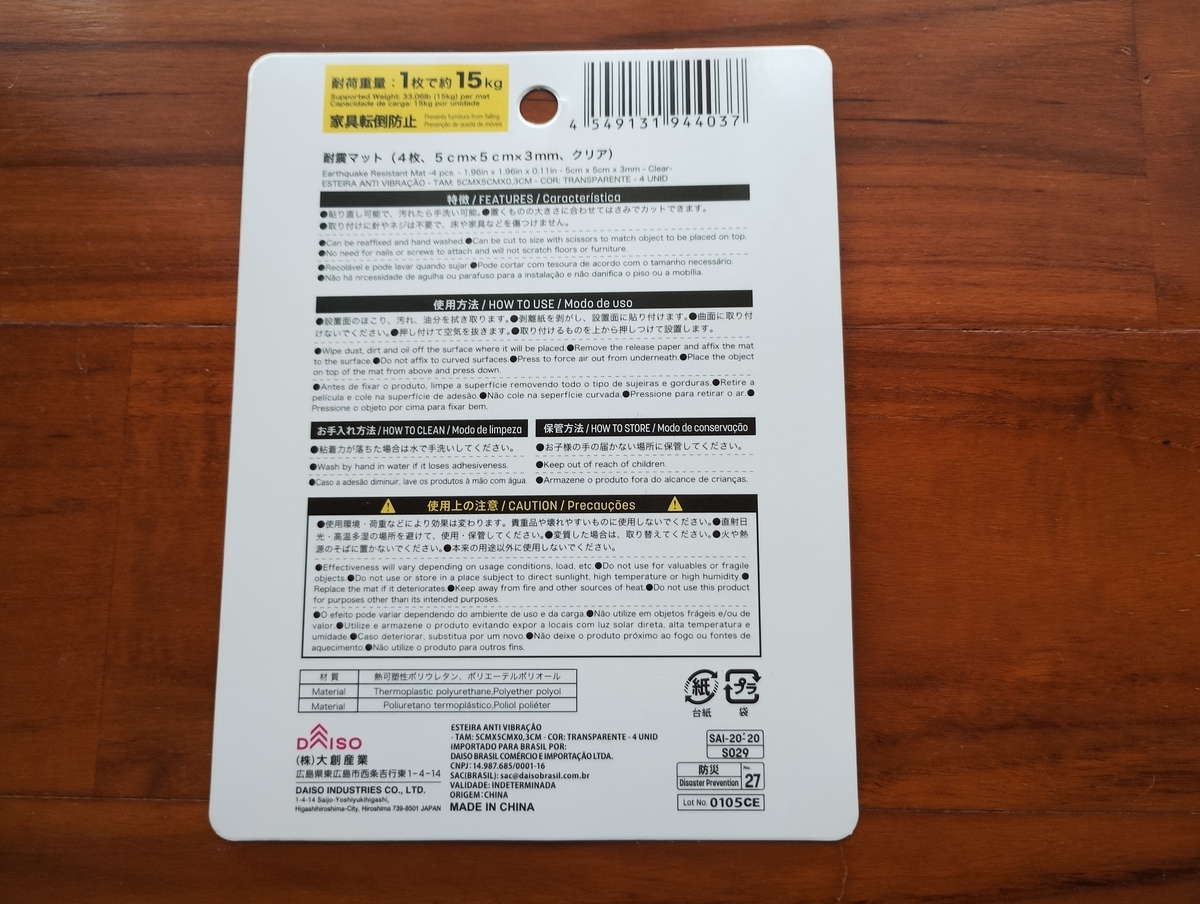 耐荷重量：1枚で約15kg
Supported Weight: 33.06lb (15kg) per mat
Capacidade de carga: 15kg por unidade
家具転倒防止
Prevents furniture from falling
Prevenção de queda de móveis
4 549131 944037
耐震マット（4枚、5cm×5cm×3mm、クリア）
Earthquake Resistant Mat -4 pcs. - 1.96in x 1.96in x 0.11in - 5cm x 5cm x 3mm - Clear-
ESTEIRA ANTI VIBRAÇÃO - TAM: 5CMX5CMX0,3CM - COR: TRANSPARENTE - 4 UNID
特徴 / FEATURES / Característica
●貼り直し可能で、汚れたら手洗い可能。●置くものの大きさに合わせてはさみでカットできます。
●取り付けに針やネジは不要で、床や家具などを傷つけません。
●Can be reaffixed and hand washed.●Can be cut to size with scissors to match object to be placed on top.
●No need for nails or screws to attach and will not scratch floors or furniture.
●Recolável e pode lavar quando sujar.●Pode cortar com tesoura de acordo com o tamanho necessário.
●Não há nrcessidade de agulha ou parafuso para a instalação e não danifica o piso ou a mobília.
使用方法 / HOW TO USE / Modo de uso
●設置面のほこり、汚れ、油分を拭き取ります。●剥離紙を剥がし、設置面に貼り付けます。●曲面に取り付
けないでください。●押し付けて空気を抜きます。●取り付けるものを上から押しつけて設置します。
●Wipe dust, dirt and oil off the surface where it will be placed.●Remove the release paper and affix the mat
to the surface.●Do not affix to curved surfaces.●Press to force air out from underneath.●Place the object
on top of the mat from above and press down.
●Antes de fixar o produto, limpe a superfície removendo todo o tipo de sujeiras e gorduras.●Retire a
película e cole na superfície de adesão.●Não cole na seperfície curvada.●Pressione para retirar o ar.●
Pressione o objeto por cima para fixar bem.
お手入れ方法 / HOW TO CLEAN / Modo de limpeza
●粘着力が落ちた場合は水で手洗いしてください。
●Wash by hand in water if it loses adhesiveness.
●Caso a adesão diminuir, lave os produtos à mão com água.
保管方法 / HOW TO STORE / Modo de conservação
●お子様の手の届かない場所に保管してください。
●Keep out of reach of children.
●Armazene o produto fora do alcance de crianças.
使用上の注意 / CAUTION / Precauções
●使用環境・荷重などにより効果は変わります。貴重品や壊れやすいものに使用しないでください。●直射日
光・高温多湿の場所を避けて、使用・保管してください。●変質した場合は、取り替えてください。●火や熱
源のそばに置かないでください。●本来の用途以外に使用しないでください。
●Effectiveness will vary depending on usage conditions, load, etc.●Do not use for valuables or fragile
objects.●Do not use or store in a place subject to direct sunlight, high temperature or high humidity.●
Replace the mat if it deteriorates.●Keep away from fire and other sources of heat.●Do not use this product
for purposes other than its intended purposes.
●O efeito pode variar dependendo do ambiente de uso e da carga.●Não utilize em objetos frágeis e/ou de
valor.●Utilize e armazene o produto evitando expor a locais com luz solar direta, alta temperatura e
umidade.●Caso deteriorar, substitua por um novo.●Não deixe o produto próximo ao fogo ou fontes de
aquecimento.●Não utilize o produto para outros fins.
材質 熱可塑性ポリウレタン、ポリエーテルポリオール
Material Thermoplastic polyurethane,Polyether polyol
Material Poliuretano termoplástico,Poliol poliéter
紙 プラ
台紙 袋
DAISO
(株)大創産業
広島県東広島市西条吉行東1-4-14
DAISO INDUSTRIES CO., LTD.
1-4-14 Saijo-Yoshiyukihigashi,
Higashihiroshima-City, Hiroshima 739-8501 JAPAN
ESTEIRA ANTI VIBRAÇÃO
- TAM: 5CMX5CMX0,3CM - COR: TRANSPARENTE - 4 UNID
IMPORTADO PARA BRASIL POR:
DAISO BRASIL COMÉRCIO E IMPORTAÇÃO LTDA.
CNPJ: 14.987.685/0001-16
SAC(BRASIL): sac@daisobrasil.com.br
VALIDADE: INDETERMINADA
ORIGEM:CHINA
MADE IN CHINA
SAI-20-20
S029
防災
Disaster Prevention
No. 27
Lot No. 0105CE